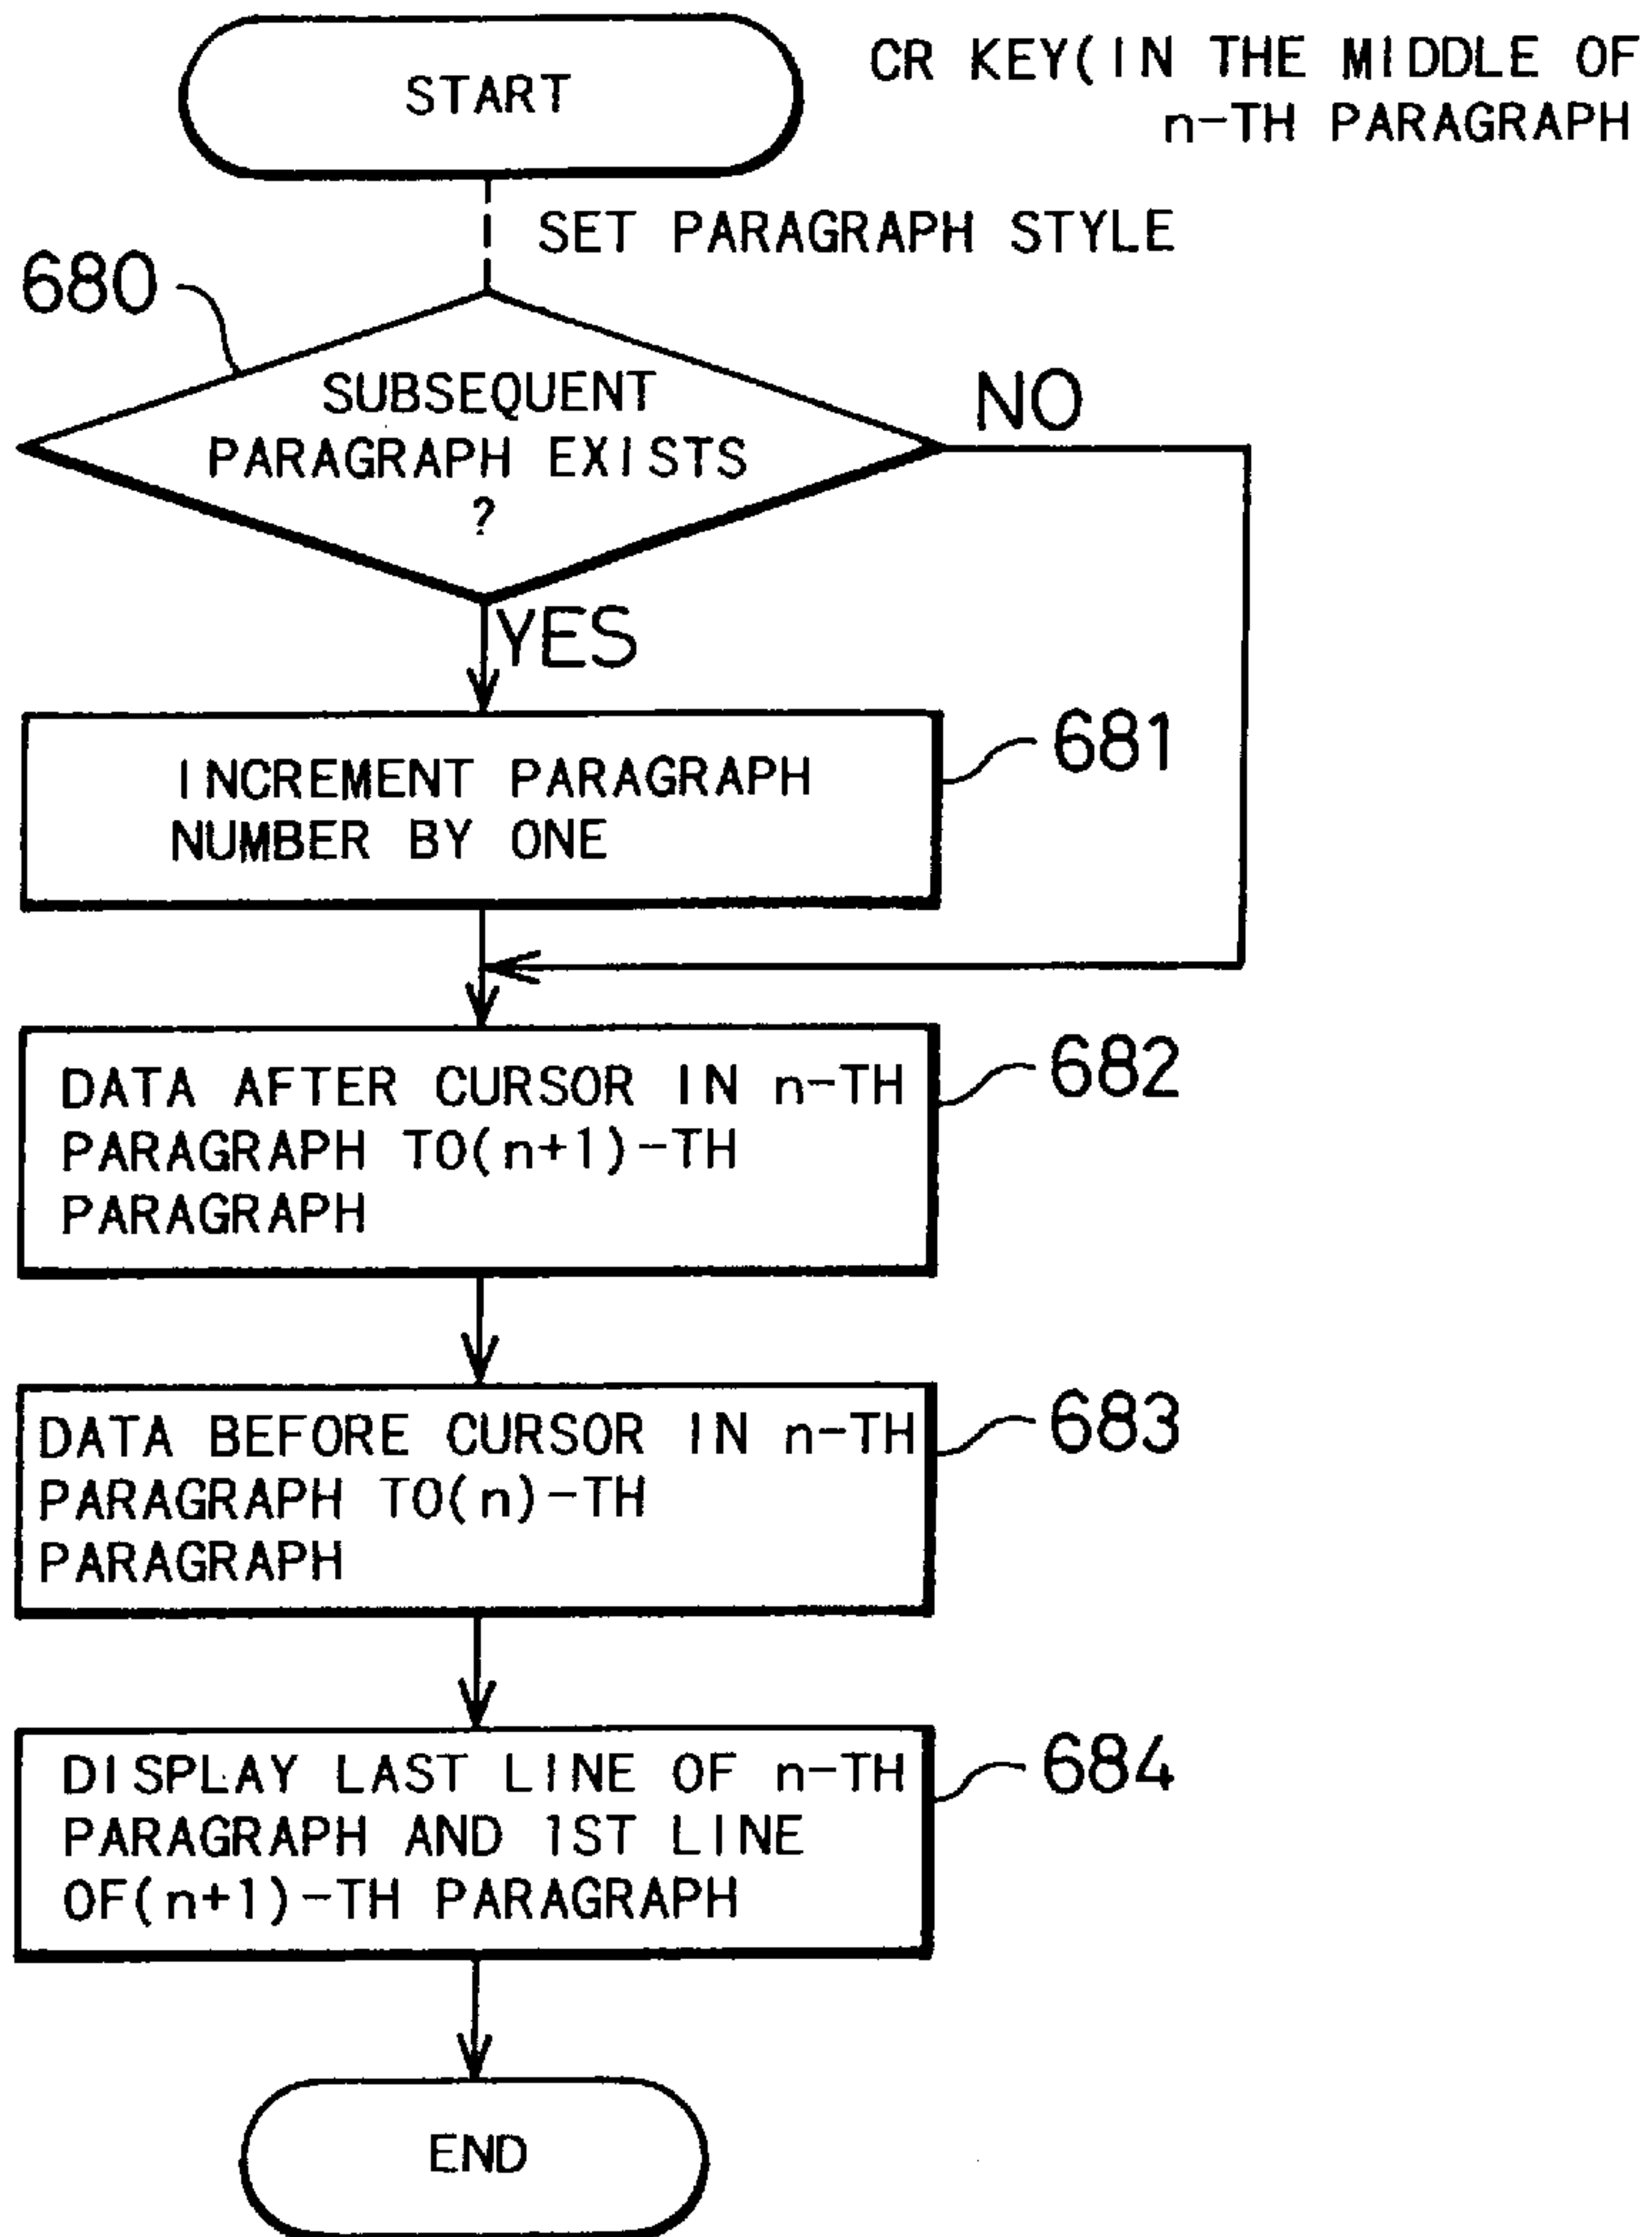 START
CR KEY(IN THE MIDDLE OF
n-TH PARAGRAPH
SET PARAGRAPH STYLE
680
SUBSEQUENT
PARAGRAPH EXISTS
?
NO
YES
INCREMENT PARAGRAPH
NUMBER BY ONE
681
DATA AFTER CURSOR IN n-TH
PARAGRAPH TO(n+1)-TH
PARAGRAPH
682
DATA BEFORE CURSOR IN n-TH
PARAGRAPH TO(n)-TH
PARAGRAPH
683
DISPLAY LAST LINE OF n-TH
PARAGRAPH AND 1ST LINE
OF(n+1)-TH PARAGRAPH
684
END